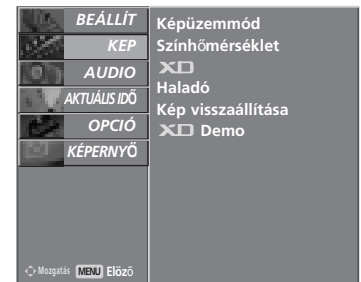 BEÁLLÍT
KEP
AUDIO
AKTUÁLIS IDŐ
OPCIÓ
KÉPERNYŐ
Képüzemmód
Színhőmérséklet
XD
Haladó
Kép visszaállítása
XD Demo
Mozgatás MENU Előző